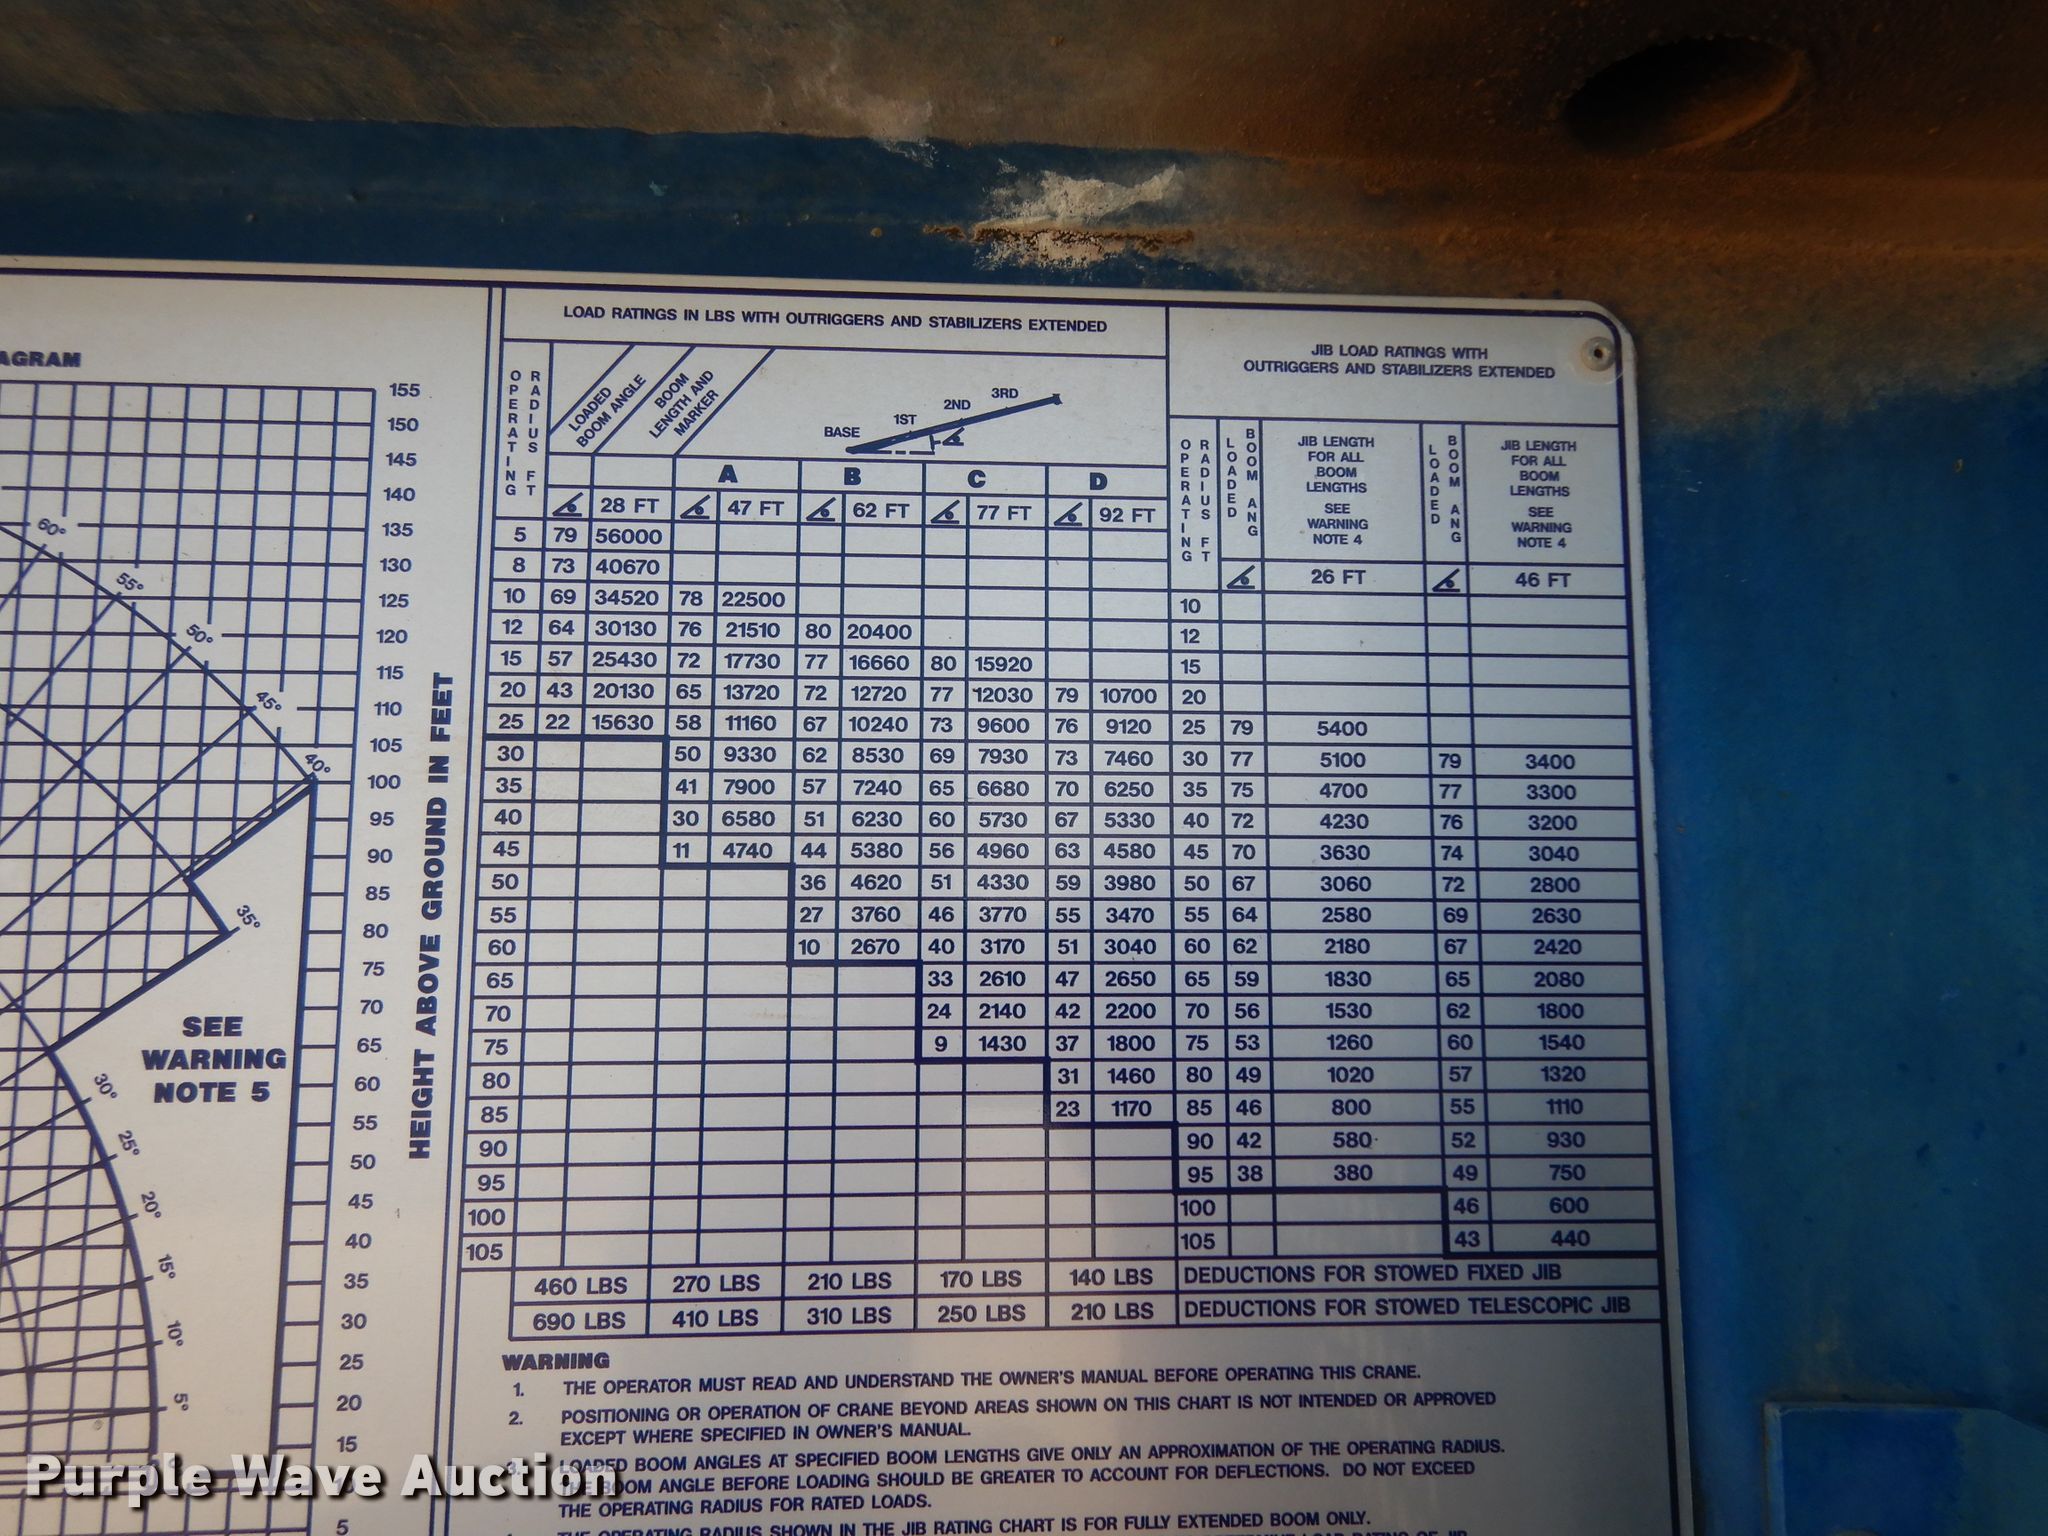 AGRAM
155
150
145
140
135
130
125
120
115
110
105
100
95
90
85
80
75
70
65
60
55
50
45
40
35
30
25
20
15
5
60°
55°
50°
45°
40°
35°
30°
25°
20°
15°
10°
5°
HEIGHT ABOVE GROUND IN FEET
SEE
WARNING
NOTE 5
LOAD RATINGS IN LBS WITH OUTRIGGERS AND STABILIZERS EXTENDED
OPERATING
RADIUS FT
LOADED
BOOM ANGLE
BOOM
LENGTH AND
MARKER
BASE 1ST 2ND 3RD
A B C D
28 FT 47 FT 62 FT 77 FT 92 FT
5 79 56000
8 73 40670
10 69 34520 78 22500
12 64 30130 76 21510 80 20400
15 57 25430 72 17730 77 16660 80 15920
20 43 20130 65 13720 72 12720 77 12030 79 10700
25 22 15630 58 11160 67 10240 73 9600 76 9120
30 50 9330 62 8530 69 7930 73 7460
35 41 7900 57 7240 65 6680 70 6250
40 30 6580 51 6230 60 5730 67 5330
45 11 4740 44 5380 56 4960 63 4580
50 36 4620 51 4330 59 3980
55 27 3760 46 3770 55 3470
60 10 2670 40 3170 51 3040
65 33 2610 47 2650
70 24 2140 42 2200
75 9 1430 37 1800
80 31 1460
85 23 1170
90
95
100
105
JIB LOAD RATINGS WITH
OUTRIGGERS AND STABILIZERS EXTENDED
OPERATING
RADIUS FT
LOADED
BOOM ANG
JIB LENGTH
FOR ALL
BOOM
LENGTHS
SEE
WARNING
NOTE 4
LOADED
BOOM ANG
JIB LENGTH
FOR ALL
BOOM
LENGTHS
SEE
WARNING
NOTE 4
26 FT 46 FT
10
12
15
20
25 79 5400
30 77 5100 79 3400
35 75 4700 77 3300
40 72 4230 76 3200
45 70 3630 74 3040
50 67 3060 72 2800
55 64 2580 69 2630
60 62 2180 67 2420
65 59 1830 65 2080
70 56 1530 62 1800
75 53 1260 60 1540
80 49 1020 57 1320
85 46 800 55 1110
90 42 580 52 930
95 38 380 49 750
100 46 600
105 43 440
460 LBS 270 LBS 210 LBS 170 LBS 140 LBS DEDUCTIONS FOR STOWED FIXED JIB
690 LBS 410 LBS 310 LBS 250 LBS 210 LBS DEDUCTIONS FOR STOWED TELESCOPIC JIB
WARNING
1. THE OPERATOR MUST READ AND UNDERSTAND THE OWNER'S MANUAL BEFORE OPERATING THIS CRANE.
2. POSITIONING OR OPERATION OF CRANE BEYOND AREAS SHOWN ON THIS CHART IS NOT INTENDED OR APPROVED
EXCEPT WHERE SPECIFIED IN OWNER'S MANUAL.
3. LOADED BOOM ANGLES AT SPECIFIED BOOM LENGTHS GIVE ONLY AN APPROXIMATION OF THE OPERATING RADIUS.
THE BOOM ANGLE BEFORE LOADING SHOULD BE GREATER TO ACCOUNT FOR DEFLECTIONS. DO NOT EXCEED
THE OPERATING RADIUS FOR RATED LOADS.
THE OPERATING RADIUS SHOWN IN THE JIB RATING CHART IS FOR FULLY EXTENDED BOOM ONLY.
Purple Wave Auction